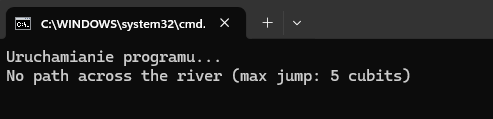 C:\WINDOWS\system32\cmd.
Uruchamianie programu...
No path across the river (max jump: 5 cubits)